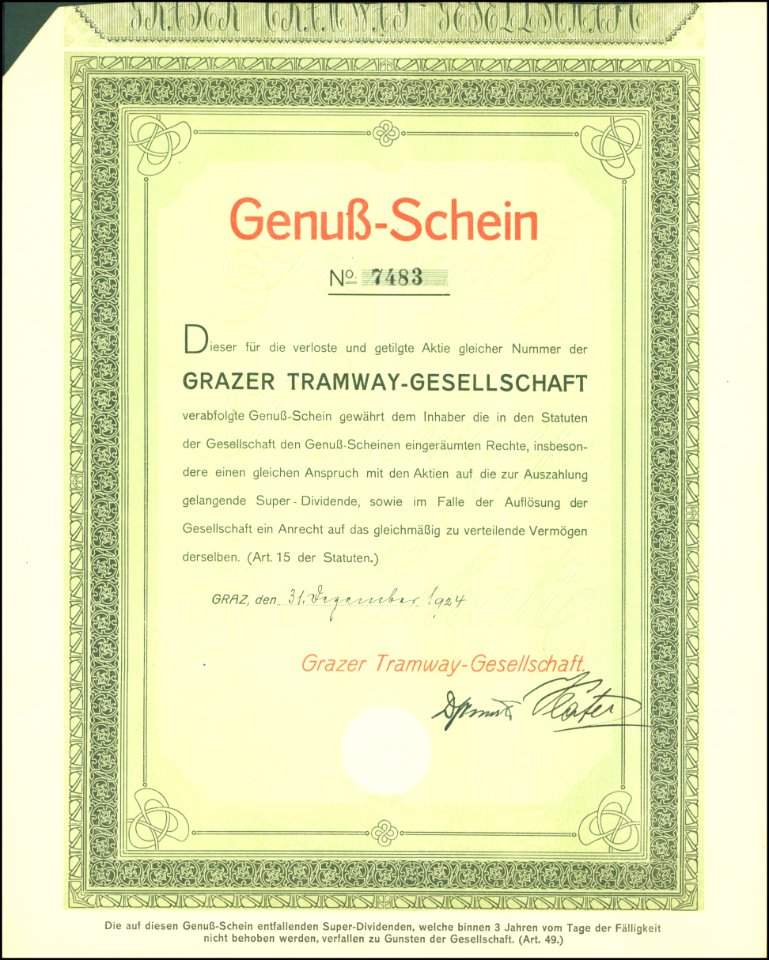 GRAZER TRAMWAY-GESELLSCHAFT
Genuß-Schein
No. 7483
Dieser für die verloste und getilgte Aktie gleicher Nummer der
GRAZER TRAMWAY-GESELLSCHAFT
verabfolgte Genuß-Schein gewährt dem Inhaber die in den Statuten
der Gesellschaft den Genuß-Scheinen eingeräumten Rechte, insbeson-
dere einen gleichen Anspruch mit den Aktien auf die zur Auszahlung
gelangende Super-Dividende, sowie im Falle der Auflösung der
Gesellschaft ein Anrecht auf das gleichmäßig zu verteilende Vermögen
derselben. (Art. 15 der Statuten.)
GRAZ, den 31. Dezember 1924
Grazer Tramway-Gesellschaft.
Die auf diesen Genuß-Schein entfallenden Super-Dividenden, welche binnen 3 Jahren vom Tage der Fälligkeit
nicht behoben werden, verfallen zu Gunsten der Gesellschaft. (Art. 49.)